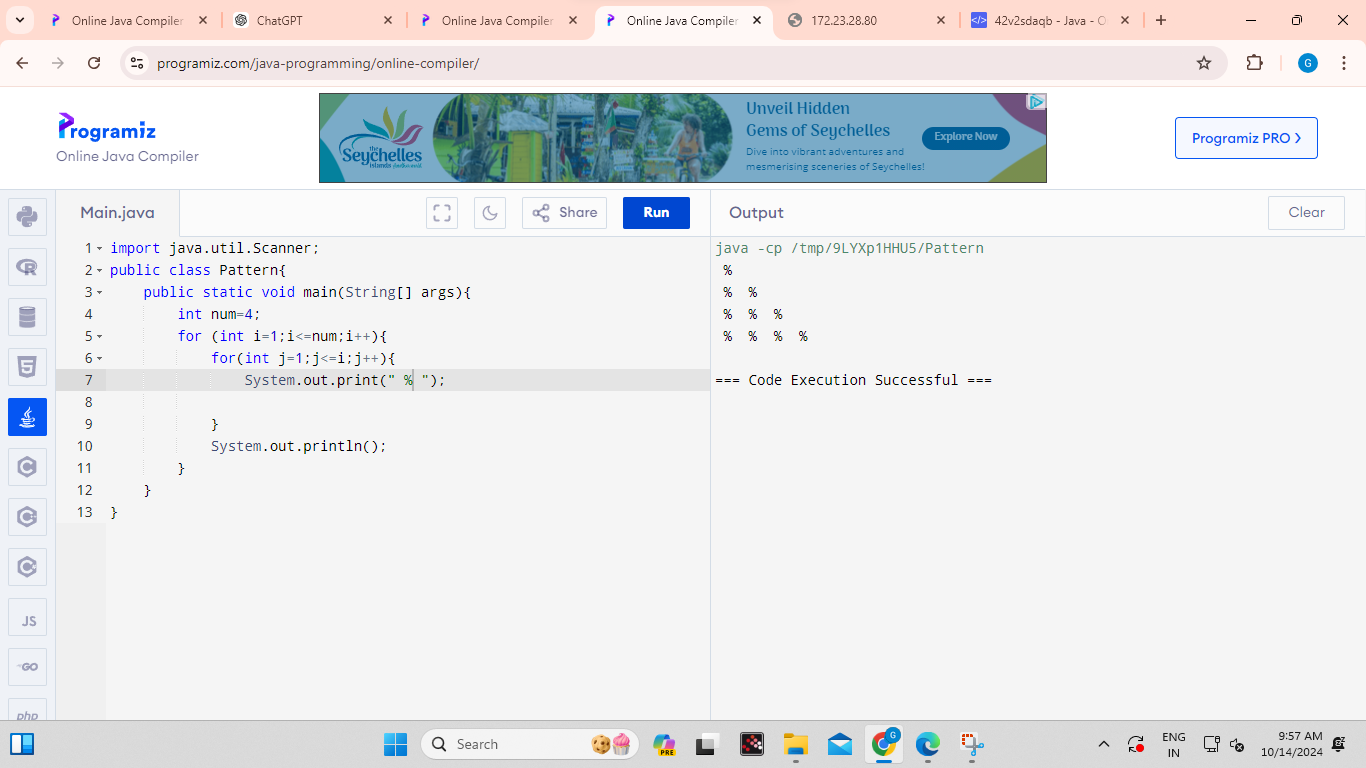 Online Java Compiler
ChatGPT
Online Java Compiler
Online Java Compiler
172.23.28.80
42v2sdaqb - Java - O
programiz.com/java-programming/online-compiler/
G
Programiz
Online Java Compiler
the
Seychelles
islands
Unveil Hidden
Gems of Seychelles
Dive into vibrant adventures and
mesmerising sceneries of Seychelles!
Explore Now
Programiz PRO >
Main.java
Share
Run
Output
Clear
1 import java.util.Scanner;
2 public class Pattern{
3     public static void main(String[] args){
4         int num=4;
5         for (int i=1;i<=num;i++){
6             for(int j=1;j<=i;j++){
7                 System.out.print(" % ");
8
9             }
10             System.out.println();
11         }
12     }
13 }
java -cp /tmp/9LYXp1HHU5/Pattern
 %
 %  %
 %  %  %
 %  %  %  %
=== Code Execution Successful ===
JS
GO
php
Search
PRE
G
ENG
IN
9:57 AM
10/14/2024